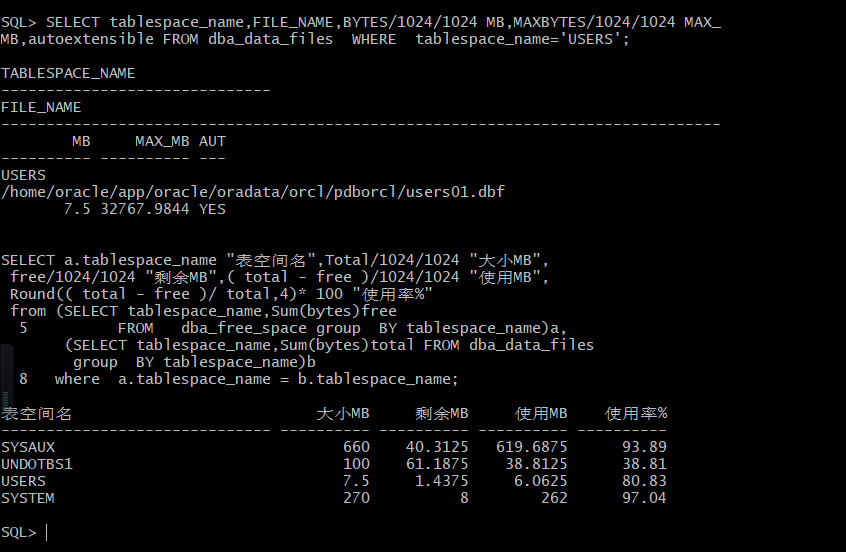 SQL> SELECT tablespace_name,FILE_NAME,BYTES/1024/1024 MB,MAXBYTES/1024/1024 MAX_
MB,autoextensible FROM dba_data_files  WHERE  tablespace_name='USERS';
TABLESPACE_NAME
------------------------------
FILE_NAME
--------------------------------------------------------------------------------
        MB     MAX_MB AUT
---------- ---------- ---
USERS
/home/oracle/app/oracle/oradata/orcl/pdborcl/users01.dbf
       7.5 32767.9844 YES
SELECT a.tablespace_name "表空间名",Total/1024/1024 "大小MB",
 free/1024/1024 "剩余MB",( total - free )/1024/1024 "使用MB",
 Round(( total - free )/ total,4)* 100 "使用率%"
 from (SELECT tablespace_name,Sum(bytes)free
  5          FROM   dba_free_space group  BY tablespace_name)a,
       (SELECT tablespace_name,Sum(bytes)total FROM dba_data_files
        group  BY tablespace_name)b
  8   where  a.tablespace_name = b.tablespace_name;
表空间名                           大小MB     剩余MB     使用MB    使用率%
------------------------------ ---------- ---------- ---------- ----------
SYSAUX                                660    40.3125   619.6875      93.89
UNDOTBS1                              100    61.1875    38.8125      38.81
USERS                                 7.5     1.4375     6.0625      80.83
SYSTEM                                270          8        262      97.04
SQL>